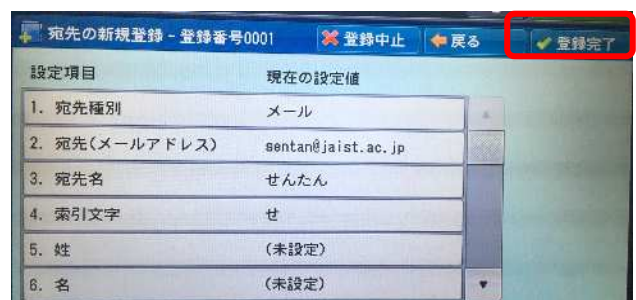 宛先の新規登録 - 登録番号0001 登録中止 戻る 登録完了
設定項目 現在の設定値
1. 宛先種別 メール
2. 宛先(メールアドレス) sentan@jaist.ac.jp
3. 宛先名 せんたん
4. 索引文字 せ
5. 姓 (未設定)
6. 名 (未設定)